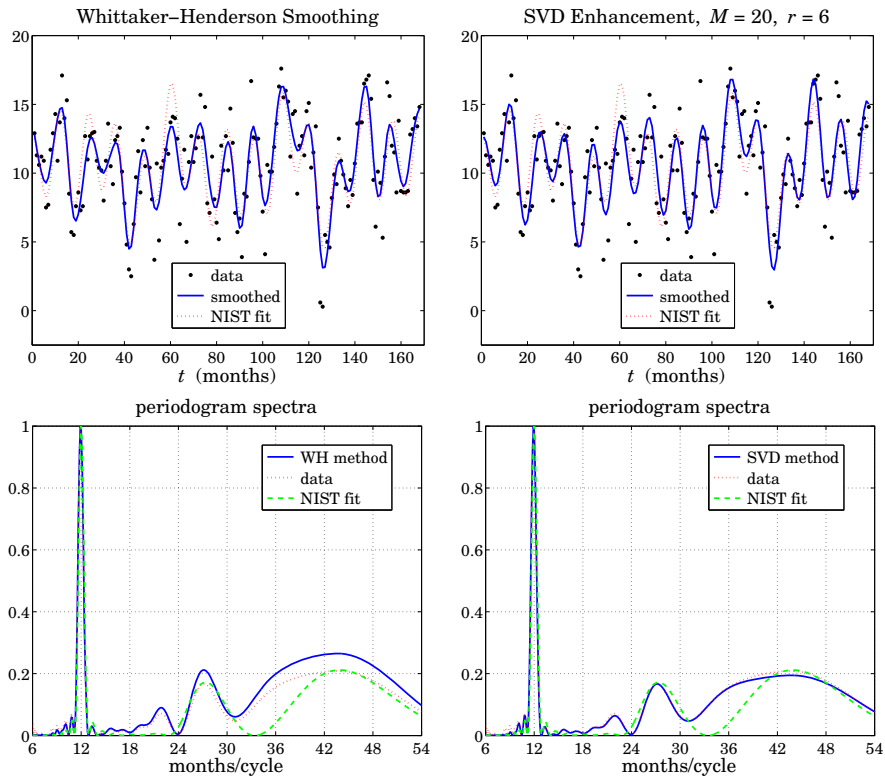 Whittaker–Henderson Smoothing
20
15
10
5
0
data
smoothed
NIST fit
0 20 40 60 80 100 120 140 160
t (months)
SVD Enhancement, M = 20, r = 6
20
15
10
5
0
data
smoothed
NIST fit
0 20 40 60 80 100 120 140 160
t (months)
periodogram spectra
1
0.8
0.6
0.4
0.2
0
WH method
data
NIST fit
6 12 18 24 30 36 42 48 54
months/cycle
periodogram spectra
1
0.8
0.6
0.4
0.2
0
SVD method
data
NIST fit
6 12 18 24 30 36 42 48 54
months/cycle